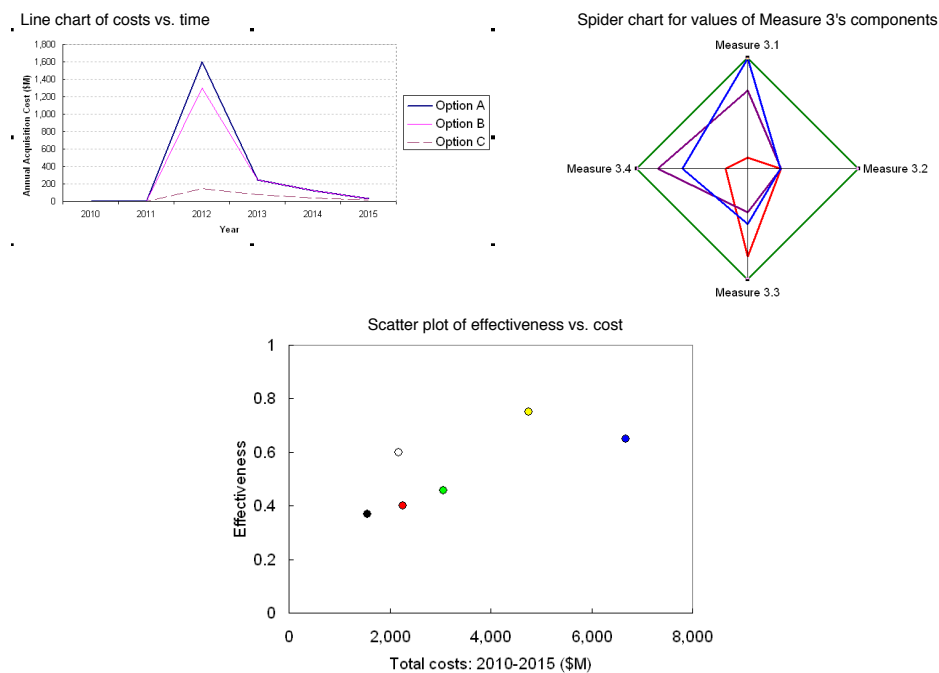 Line chart of costs vs. time
1,800
1,600
1,400
1,200
1,000
800
600
400
200
0
Annual Acquisition Cost ($M)
2010 2011 2012 2013 2014 2015
Year
Option A
Option B
Option C
Spider chart for values of Measure 3's components
Measure 3.1
Measure 3.4
Measure 3.2
Measure 3.3
Scatter plot of effectiveness vs. cost
1
0.8
0.6
0.4
0.2
0
Effectiveness
0 2,000 4,000 6,000 8,000
Total costs: 2010-2015 ($M)